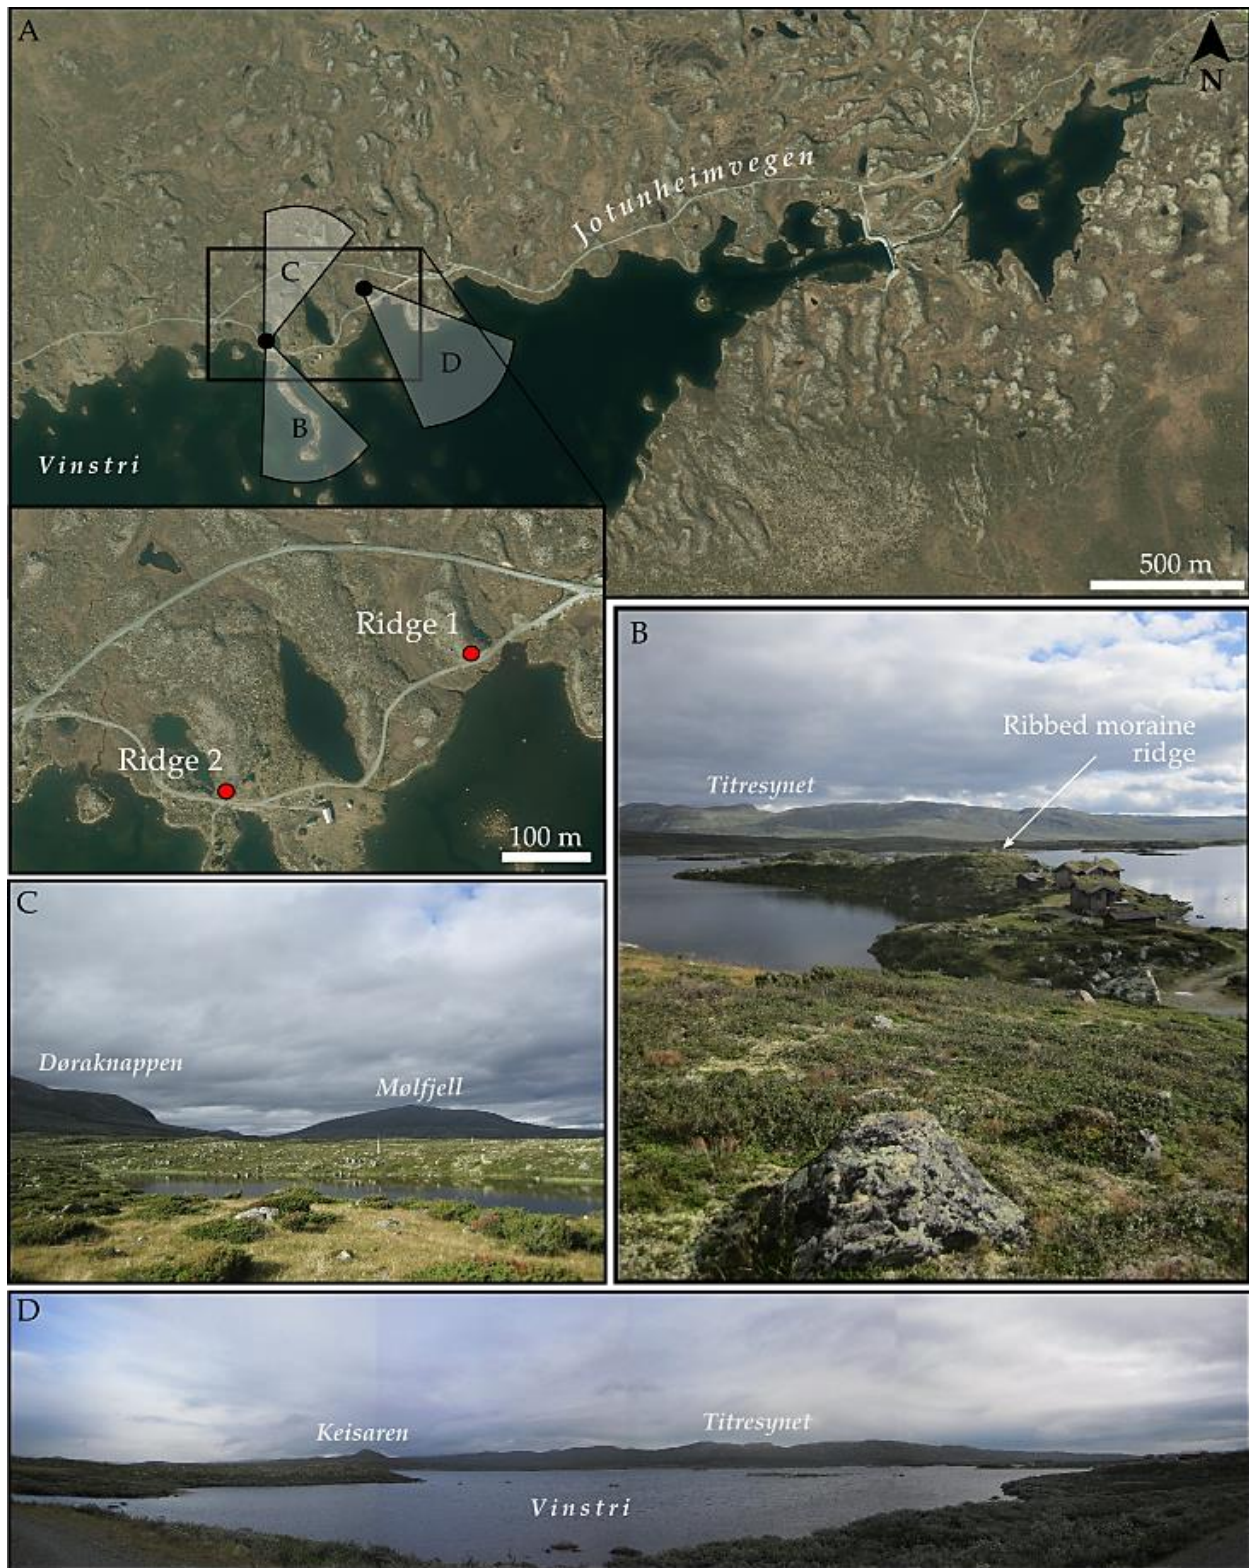 A
N
Jotunheimvegen
C
D
B
Vinstri
500 m
Ridge 1
Ridge 2
100 m
B
Ribbed moraine
ridge
Titresynet
C
Døraknappen
Mølfjell
D
Keisaren
Titresynet
Vinstri